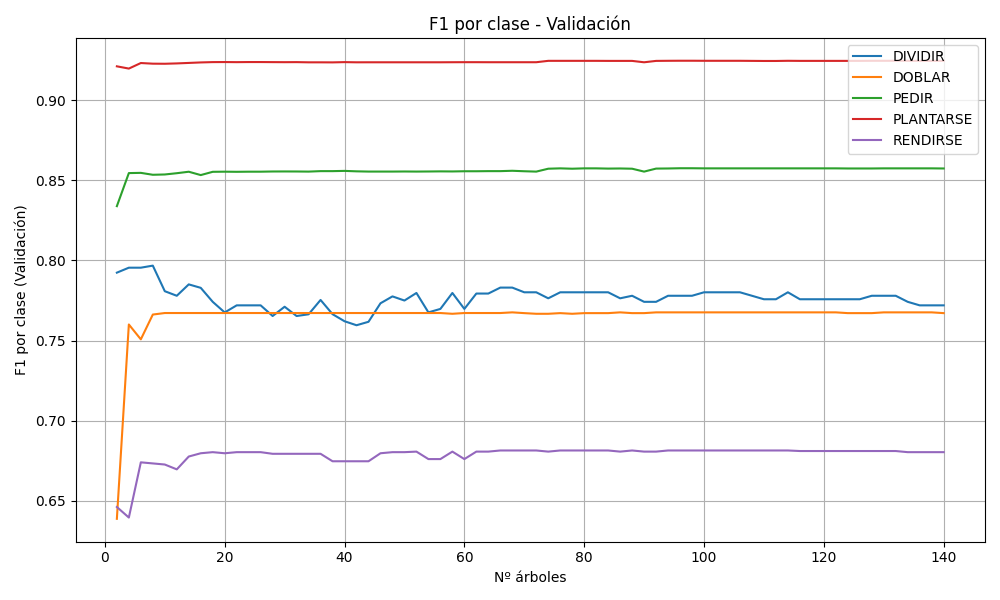 F1 por clase - Validación
F1 por clase (Validación)
0.90
0.85
0.80
0.75
0.70
0.65
DIVIDIR
DOBLAR
PEDIR
PLANTARSE
RENDIRSE
0 20 40 60 80 100 120 140
Nº árboles